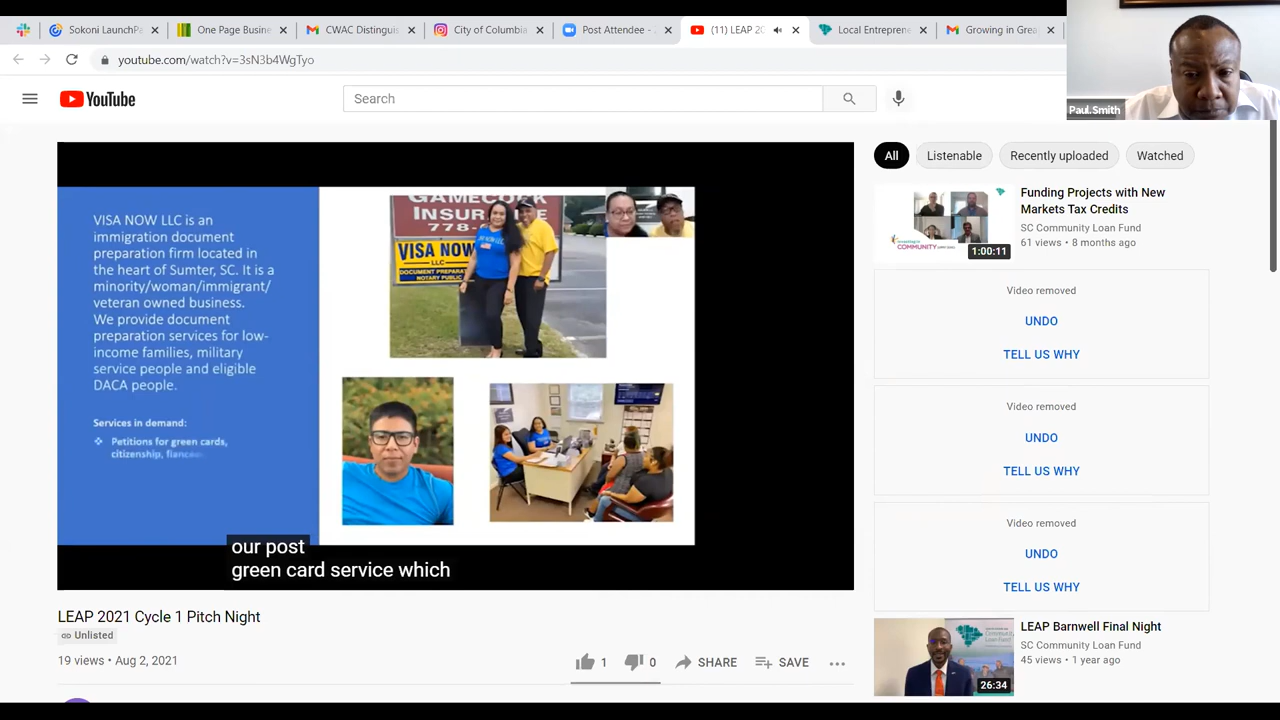 Sokoni LaunchPa
One Page Busine
CWAC Distinguis
City of Columb
Post Attendee -
(11) LEAP 20
Local Entreprene
Growing in Grea
youtube.com/watch?v=3sN3b4WgTyo
Paul.Smith
YouTube
Search
All
Listenable
Recently uploaded
Watched
VISA NOW LLC is an
immigration document
preparation firm located in
the heart of Sumter, SC. It is a
minority/woman/immigrant/
veteran owned business.
We provide document
preparation services for low-
income families, military
service people and eligible
DACA people.
Services in demand:
❖ Petitions for green cards,
citizenship, fiancée
GAMECOCK
INSURANCE
778-
VISA NOW
LLC
DOCUMENT PREPARA
NOTARY PUBLIC
our post
green card service which
LEAP 2021 Cycle 1 Pitch Night
Unlisted
19 views • Aug 2, 2021
1
0
SHARE
SAVE
1:00:11
Funding Projects with New
Markets Tax Credits
SC Community Loan Fund
61 views • 8 months ago
Video removed
UNDO
TELL US WHY
Video removed
UNDO
TELL US WHY
Video removed
UNDO
TELL US WHY
26:34
LEAP Barnwell Final Night
SC Community Loan Fund
45 views • 1 year ago